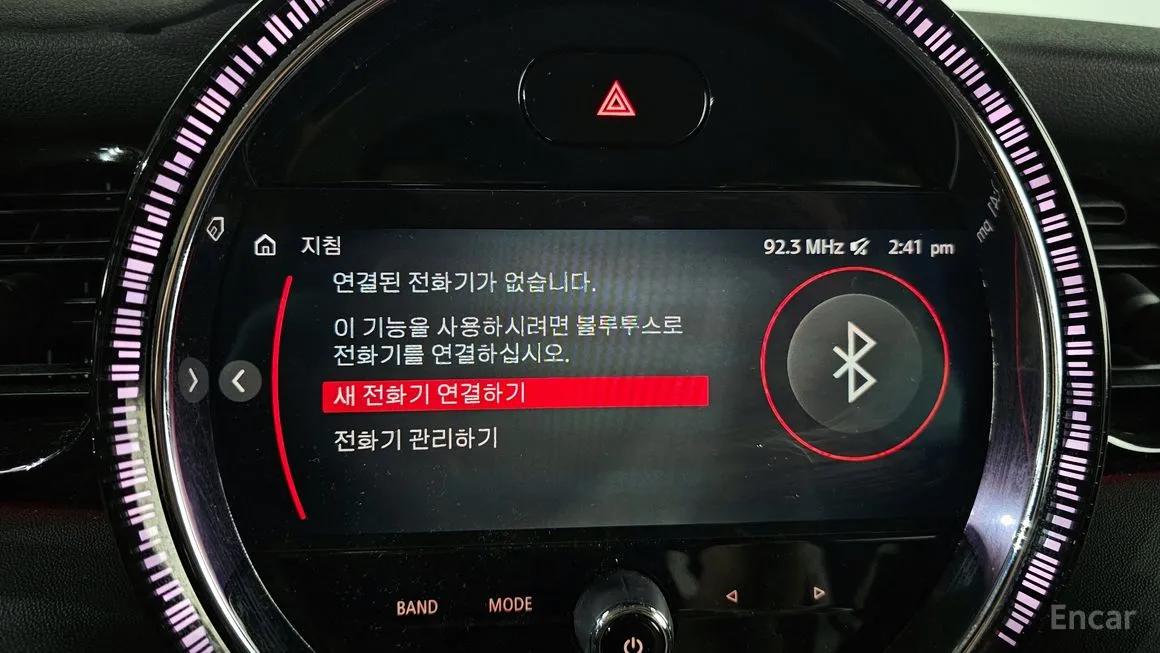 지침
92.3 MHz 2:41 pm
연결된 전화기가 없습니다.
이 기능을 사용하시려면 블루투스로
전화기를 연결하십시오.
새 전화기 연결하기
전화기 관리하기
BAND MODE
Encar